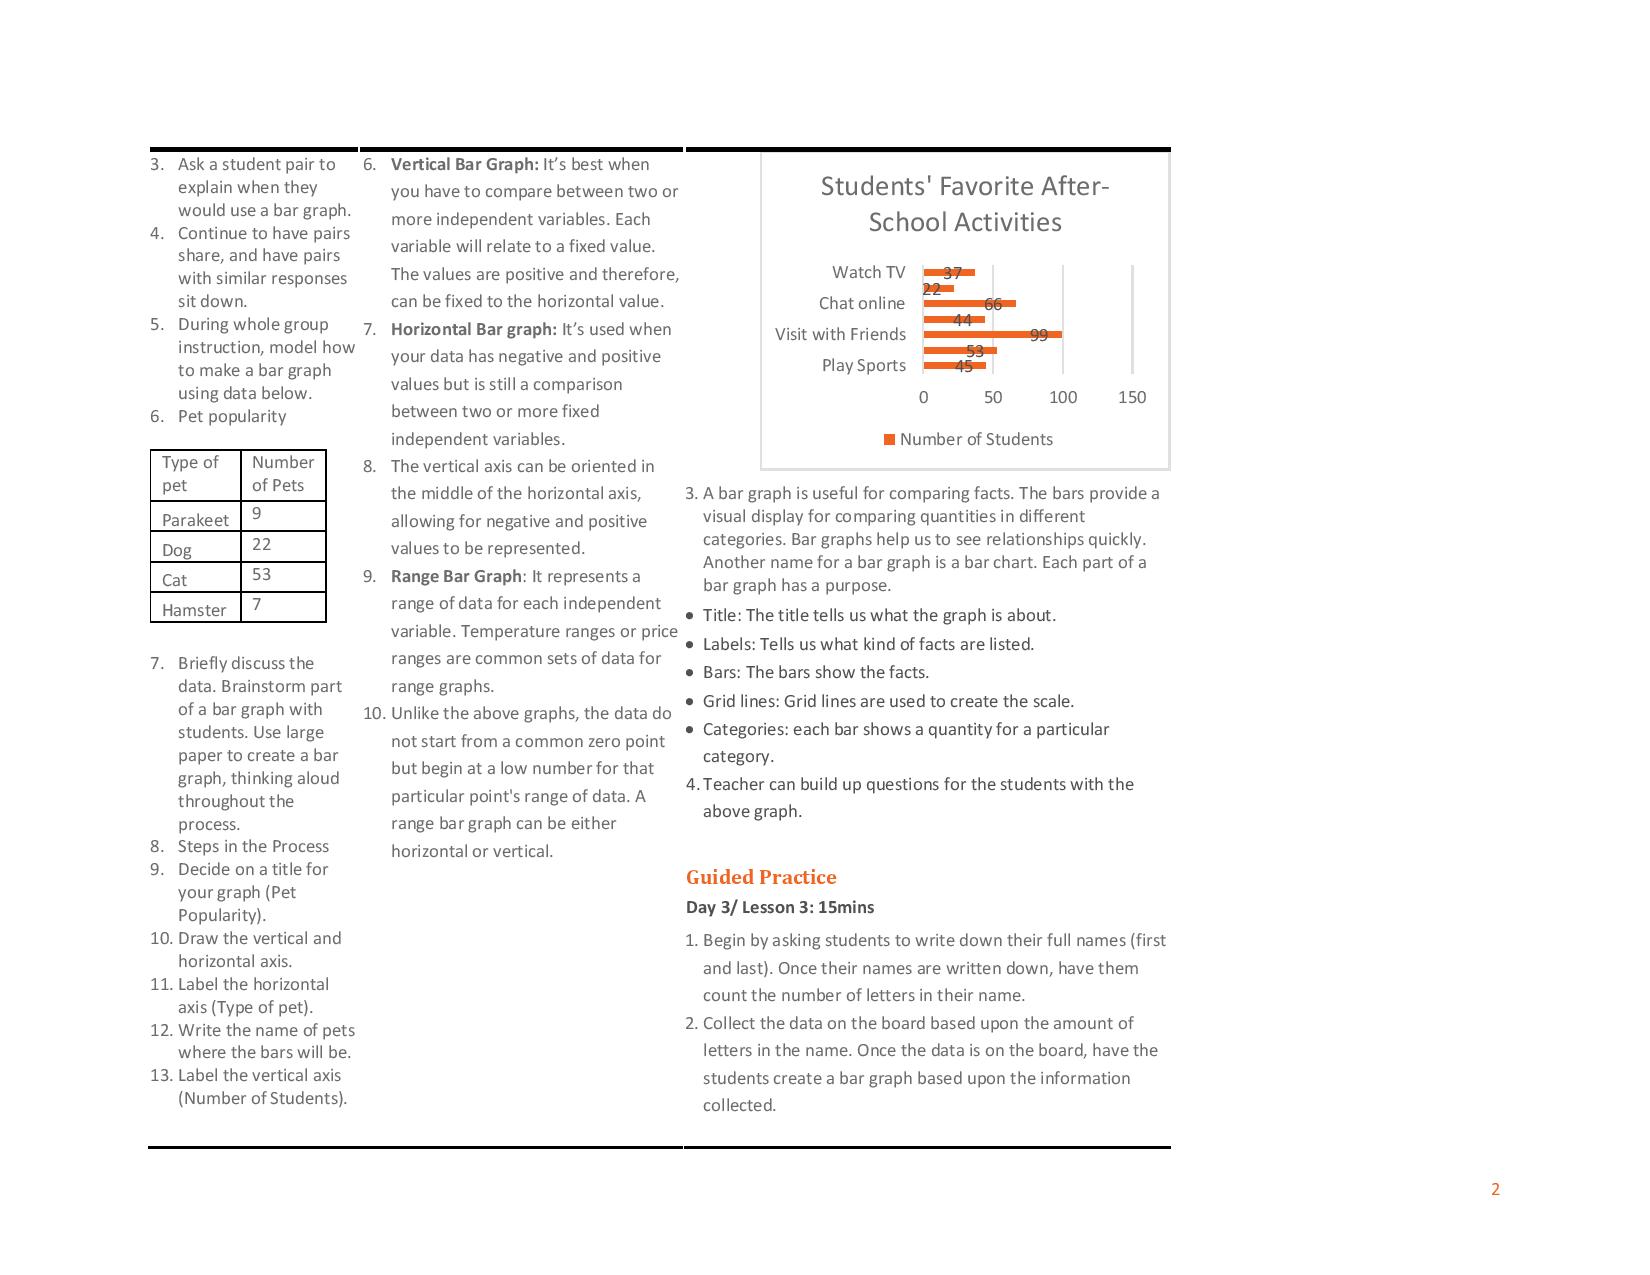 3. Ask a student pair to
explain when they
would use a bar graph.
4. Continue to have pairs
share, and have pairs
with similar responses
sit down.
5. During whole group
instruction, model how
to make a bar graph
using data below.
6. Pet popularity
Type of
pet
Number
of Pets
Parakeet 9
Dog 22
Cat 53
Hamster 7
7. Briefly discuss the
data. Brainstorm part
of a bar graph with
students. Use large
paper to create a bar
graph, thinking aloud
throughout the
process.
8. Steps in the Process
9. Decide on a title for
your graph (Pet
Popularity).
10. Draw the vertical and
horizontal axis.
11. Label the horizontal
axis (Type of pet).
12. Write the name of pets
where the bars will be.
13. Label the vertical axis
(Number of Students).
6. Vertical Bar Graph: It’s best when
you have to compare between two or
more independent variables. Each
variable will relate to a fixed value.
The values are positive and therefore,
can be fixed to the horizontal value.
7. Horizontal Bar graph: It’s used when
your data has negative and positive
values but is still a comparison
between two or more fixed
independent variables.
8. The vertical axis can be oriented in
the middle of the horizontal axis,
allowing for negative and positive
values to be represented.
9. Range Bar Graph: It represents a
range of data for each independent
variable. Temperature ranges or price
ranges are common sets of data for
range graphs.
10. Unlike the above graphs, the data do
not start from a common zero point
but begin at a low number for that
particular point's range of data. A
range bar graph can be either
horizontal or vertical.
Students' Favorite After-
School Activities
Watch TV 37
22
Chat online 66
44
Visit with Friends 99
53
Play Sports 45
0 50 100 150
Number of Students
3. A bar graph is useful for comparing facts. The bars provide a
visual display for comparing quantities in different
categories. Bar graphs help us to see relationships quickly.
Another name for a bar graph is a bar chart. Each part of a
bar graph has a purpose.
• Title: The title tells us what the graph is about.
• Labels: Tells us what kind of facts are listed.
• Bars: The bars show the facts.
• Grid lines: Grid lines are used to create the scale.
• Categories: each bar shows a quantity for a particular
category.
4. Teacher can build up questions for the students with the
above graph.
Guided Practice
Day 3/ Lesson 3: 15mins
1. Begin by asking students to write down their full names (first
and last). Once their names are written down, have them
count the number of letters in their name.
2. Collect the data on the board based upon the amount of
letters in the name. Once the data is on the board, have the
students create a bar graph based upon the information
collected.
2